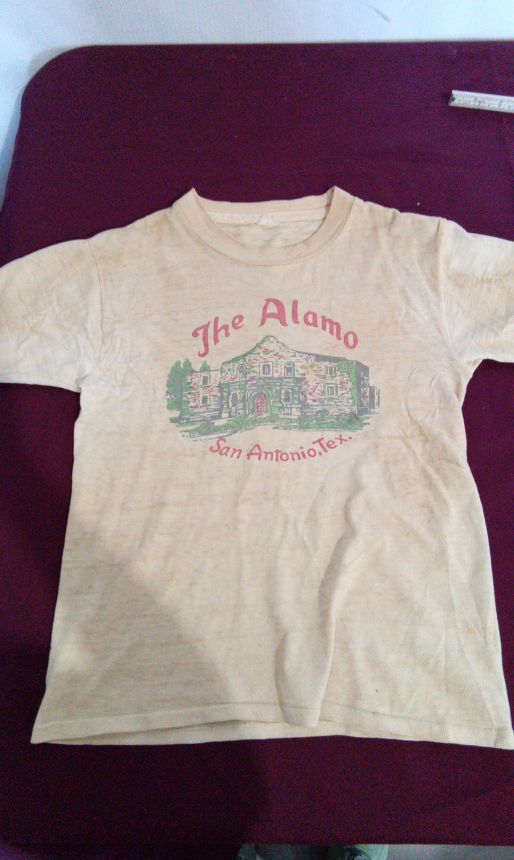 The Alamo
San Antonio, Tex.